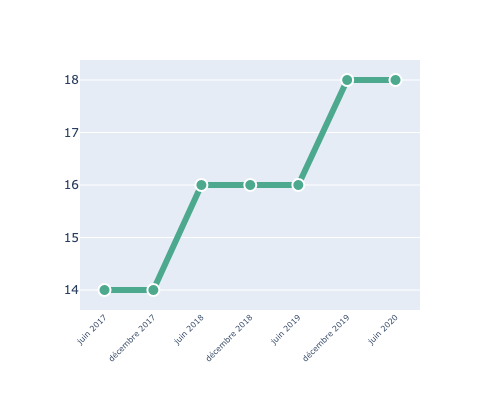 18
17
16
15
14
juin 2017
décembre 2017
juin 2018
décembre 2018
juin 2019
décembre 2019
juin 2020